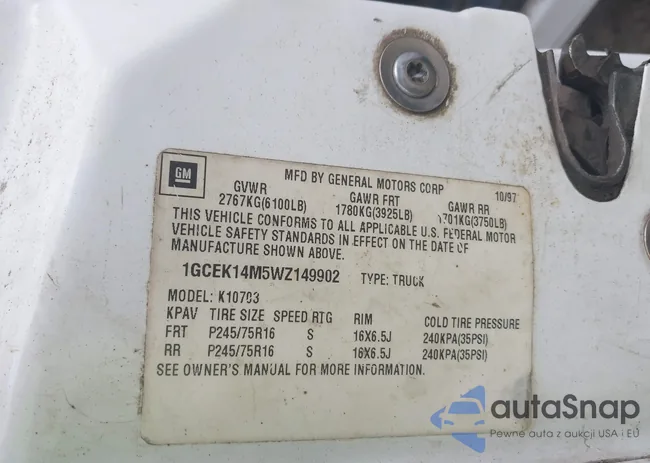 GM
MFD BY GENERAL MOTORS CORP 10/97
GVWR GAWR FRT GAWR RR
2767KG(6100LB) 1780KG(3925LB) 1701KG(3750LB)
THIS VEHICLE CONFORMS TO ALL APPLICABLE U.S. FEDERAL MOTOR
VEHICLE SAFETY STANDARDS IN EFFECT ON THE DATE OF
MANUFACTURE SHOWN ABOVE.
1GCEK14M5WZ149902 TYPE: TRUCK
MODEL: K10703
KPAV TIRE SIZE SPEED RTG RIM COLD TIRE PRESSURE
FRT P245/75R16 S 16X6.5J 240KPA(35PSI)
RR P245/75R16 S 16X6.5J 240KPA(35PSI)
SEE OWNER'S MANUAL FOR MORE INFORMATION.
autaSnap
Pewne auta z aukcji USA i EU